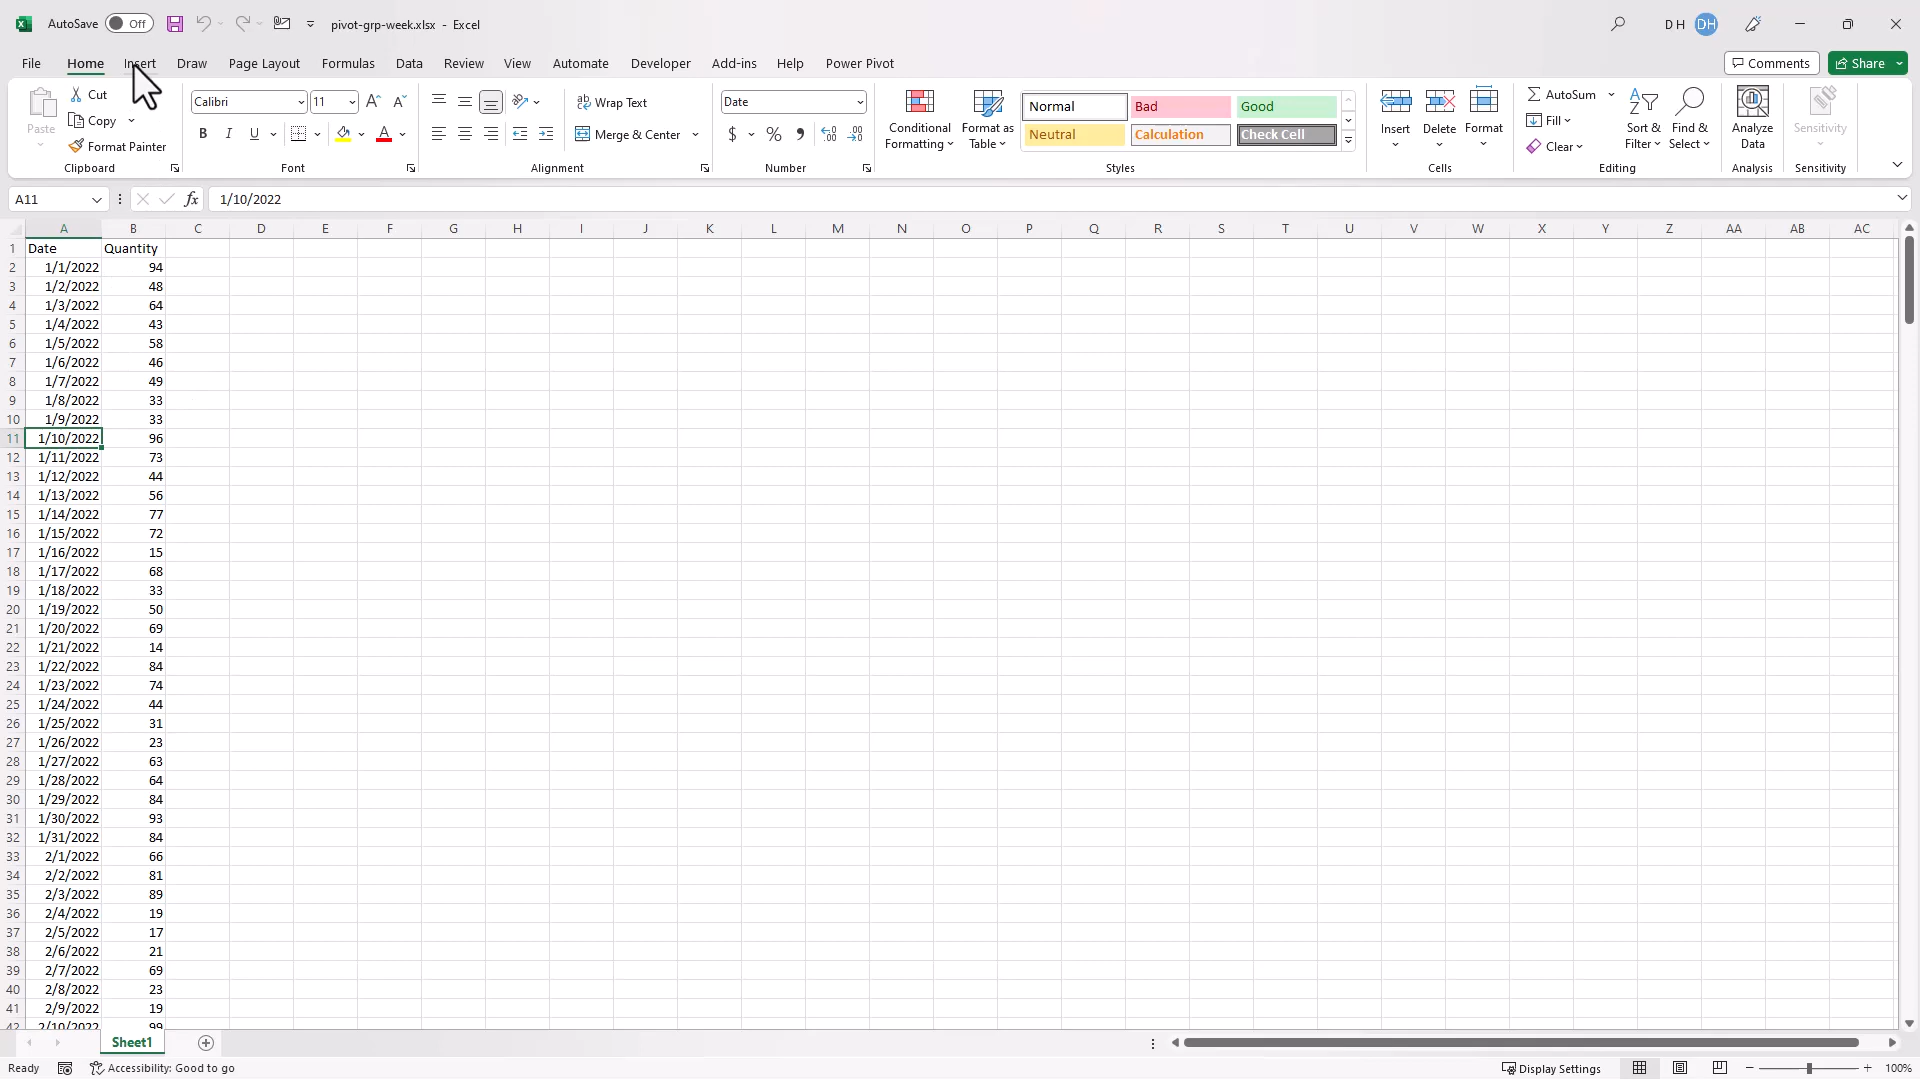 AutoSave Off pivot-grp-week.xlsx - Excel D H DH
File Home Insert Draw Page Layout Formulas Data Review View Automate Developer Add-ins Help Power Pivot Comments Share
Cut Calibri 11 Wrap Text Date Normal Bad Good AutoSum
Paste Copy Conditional Formatting Format as Table Insert Delete Format Fill Sort & Filter Find & Select Analyze Data Sensitivity
B I U A Merge & Center $ % , Neutral Calculation Check Cell
Format Painter Clear
Clipboard Font Alignment Number Styles Cells Editing Analysis Sensitivity
A11 fx 1/10/2022
A B C D E F G H I J K L M N O P Q R S T U V W X Y Z AA AB AC
1 Date Quantity
2 1/1/2022 94
3 1/2/2022 48
4 1/3/2022 64
5 1/4/2022 43
6 1/5/2022 58
7 1/6/2022 46
8 1/7/2022 49
9 1/8/2022 33
10 1/9/2022 33
11 1/10/2022 96
12 1/11/2022 73
13 1/12/2022 44
14 1/13/2022 56
15 1/14/2022 77
16 1/15/2022 72
17 1/16/2022 15
18 1/17/2022 68
19 1/18/2022 33
20 1/19/2022 50
21 1/20/2022 69
22 1/21/2022 14
23 1/22/2022 84
24 1/23/2022 74
25 1/24/2022 44
26 1/25/2022 31
27 1/26/2022 23
28 1/27/2022 63
29 1/28/2022 64
30 1/29/2022 84
31 1/30/2022 93
32 1/31/2022 84
33 2/1/2022 66
34 2/2/2022 81
35 2/3/2022 89
36 2/4/2022 19
37 2/5/2022 17
38 2/6/2022 21
39 2/7/2022 69
40 2/8/2022 23
41 2/9/2022 19
42 2/10/2022 99
Sheet1
Ready Accessibility: Good to go Display Settings 100%